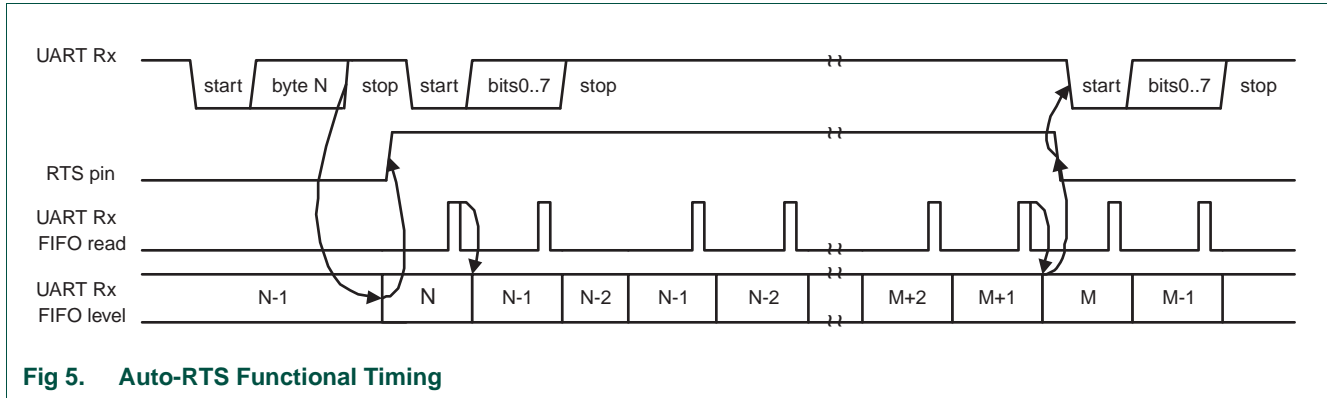 UART Rx
start byte N stop start bits0..7 stop start bits0..7 stop
RTS pin
UART Rx
FIFO read
UART Rx
FIFO level
N-1 N N-1 N-2 N-1 N-2 M+2 M+1 M M-1
Fig 5. Auto-RTS Functional Timing